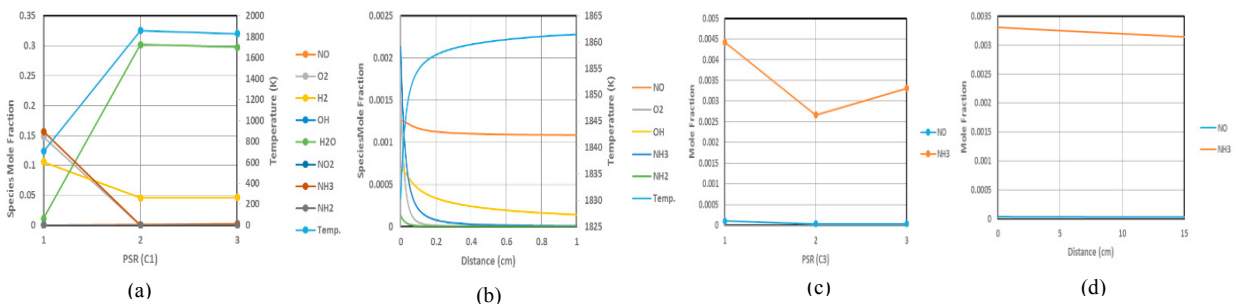 0.35
0.3
0.25
0.2
0.15
0.1
0.05
0
Species Mole Fraction
2000
1800
1600
1400
1200
1000
800
600
400
200
0
Temperature (K)
1 2 3
PSR (C1)
NO
O2
H2
OH
H2O
NO2
NH3
NH2
Temp.
(a)
0.0025
0.002
0.0015
0.001
0.0005
0
SpeciesMole Fraction
1865
1860
1855
1850
1845
1840
1835
1830
1825
Temperature (K)
0 0.2 0.4 0.6 0.8 1
Distance (cm)
NO
O2
OH
NH3
NH2
Temp.
(b)
0.005
0.0045
0.004
0.0035
0.003
0.0025
0.002
0.0015
0.001
0.0005
0
Mole Fraction
1 2 3
PSR (C3)
NO
NH3
(c)
0.0035
0.003
0.0025
0.002
0.0015
0.001
0.0005
0
Mole Fraction
0 5 10 15
Distance (cm)
NO
NH3
(d)